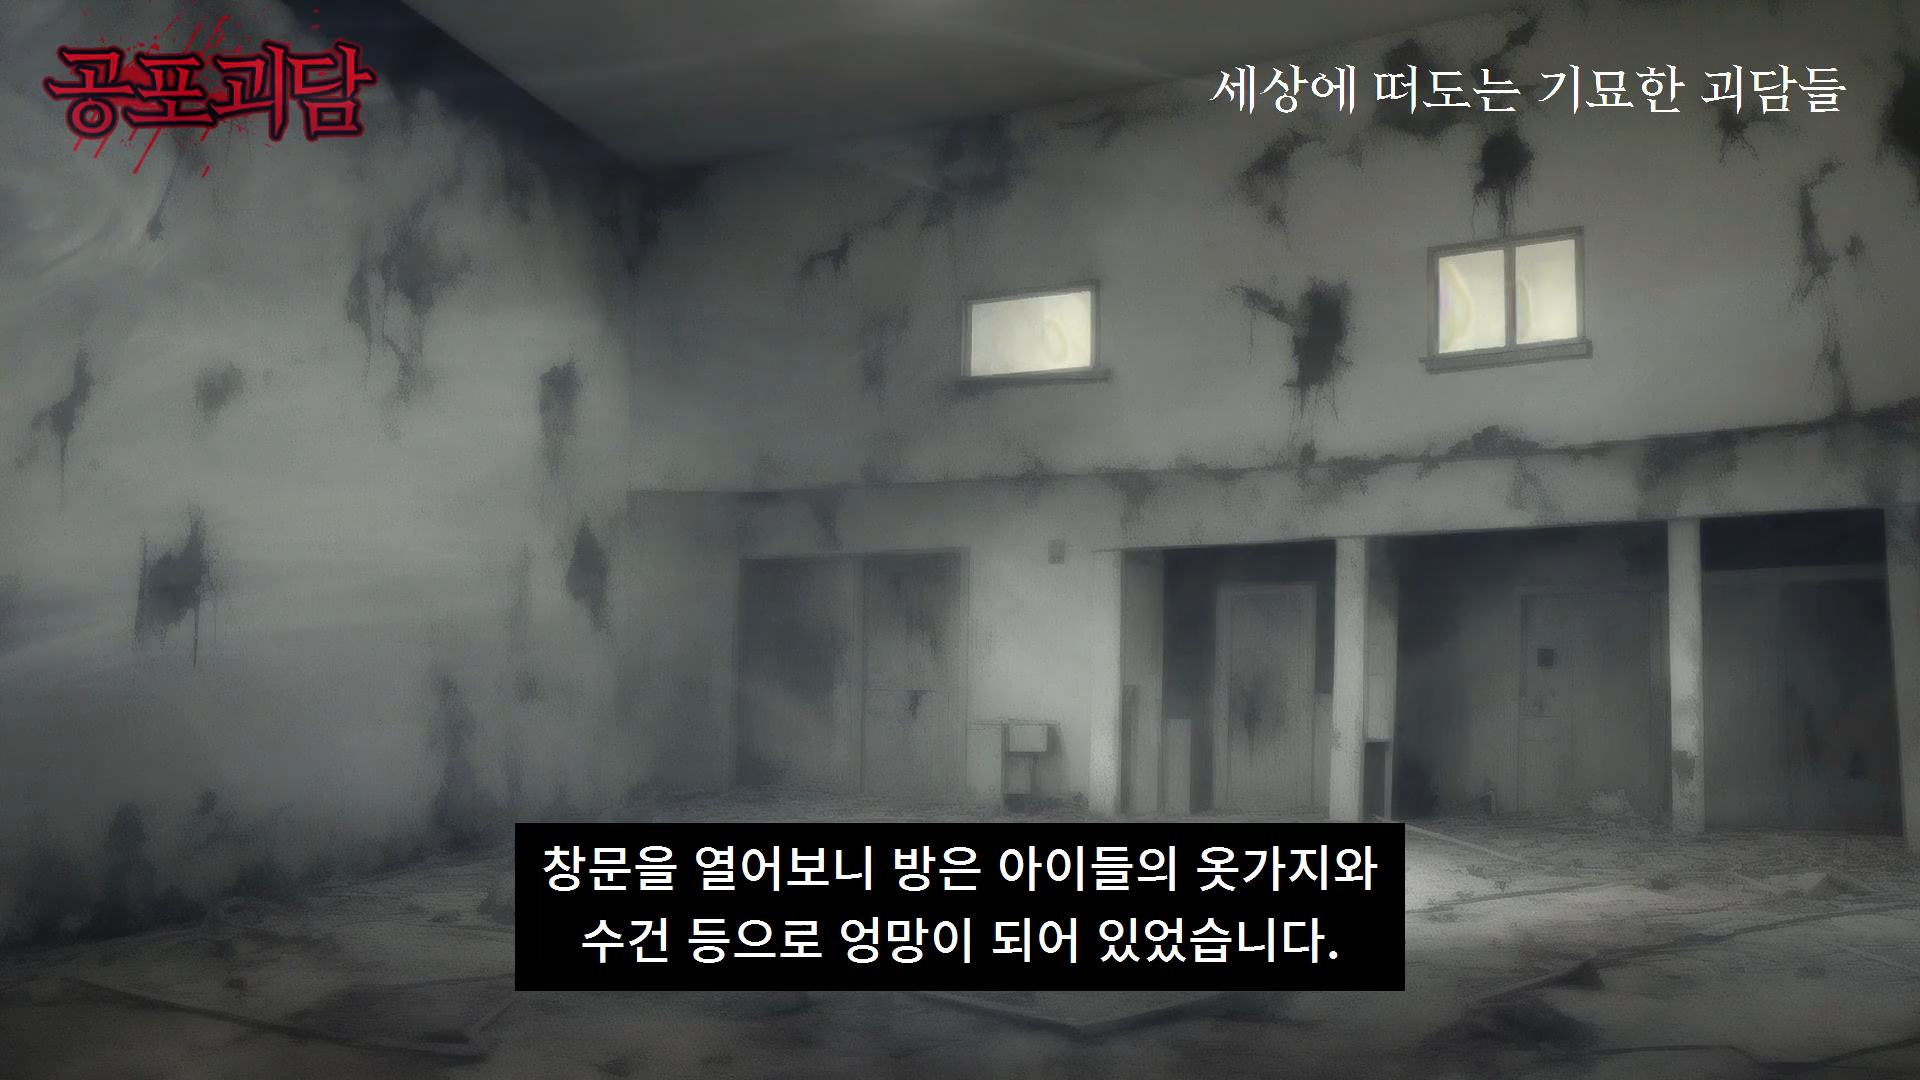 공포괴담
세상에 떠도는 기묘한 괴담들
창문을 열어보니 방은 아이들의 옷가지와
수건 등으로 엉망이 되어 있었습니다.